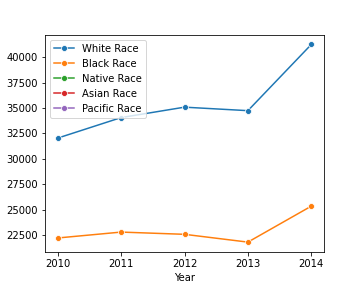 White Race
Black Race
Native Race
Asian Race
Pacific Race
40000
37500
35000
32500
30000
27500
25000
22500
2010 2011 2012 2013 2014
Year